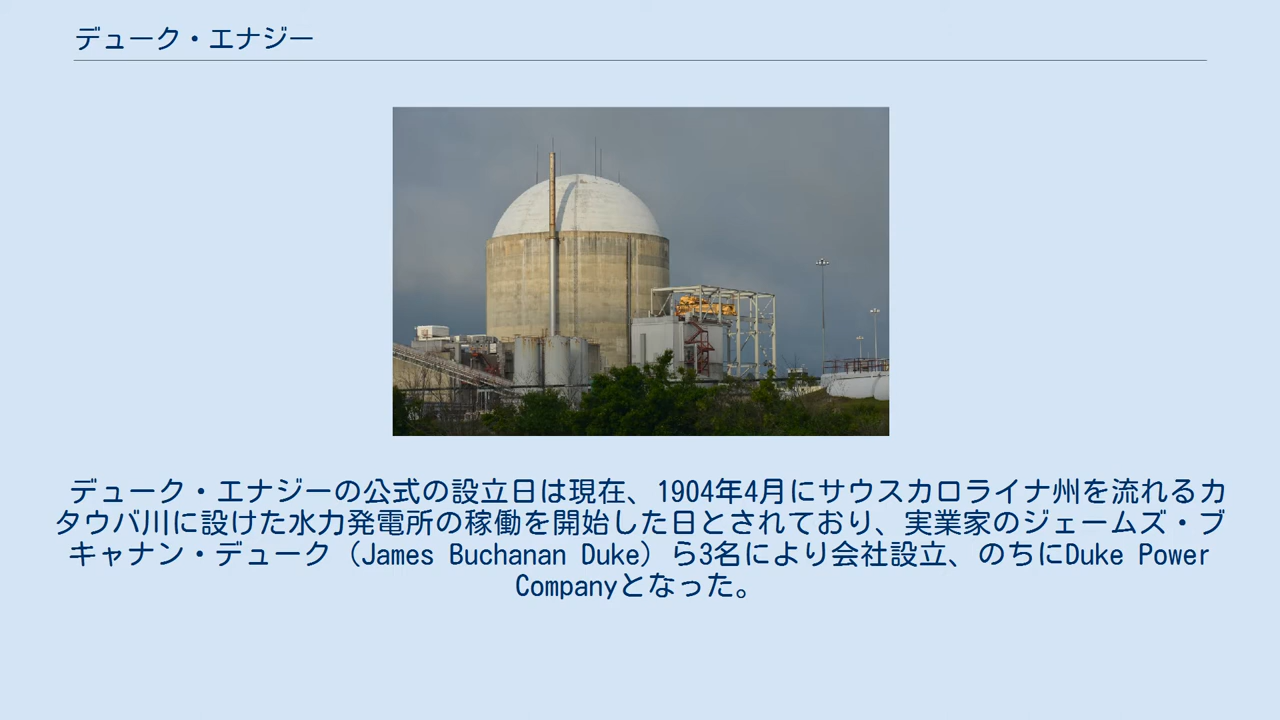 デューク・エナジー
デューク・エナジーの公式の設立日は現在、1904年4月にサウスカロライナ州を流れるカ
タウバ川に設けた水力発電所の稼働を開始した日とされており、実業家のジェームズ・ブ
キャナン・デューク（James Buchanan Duke）ら3名により会社設立、のちにDuke Power
Companyとなった。